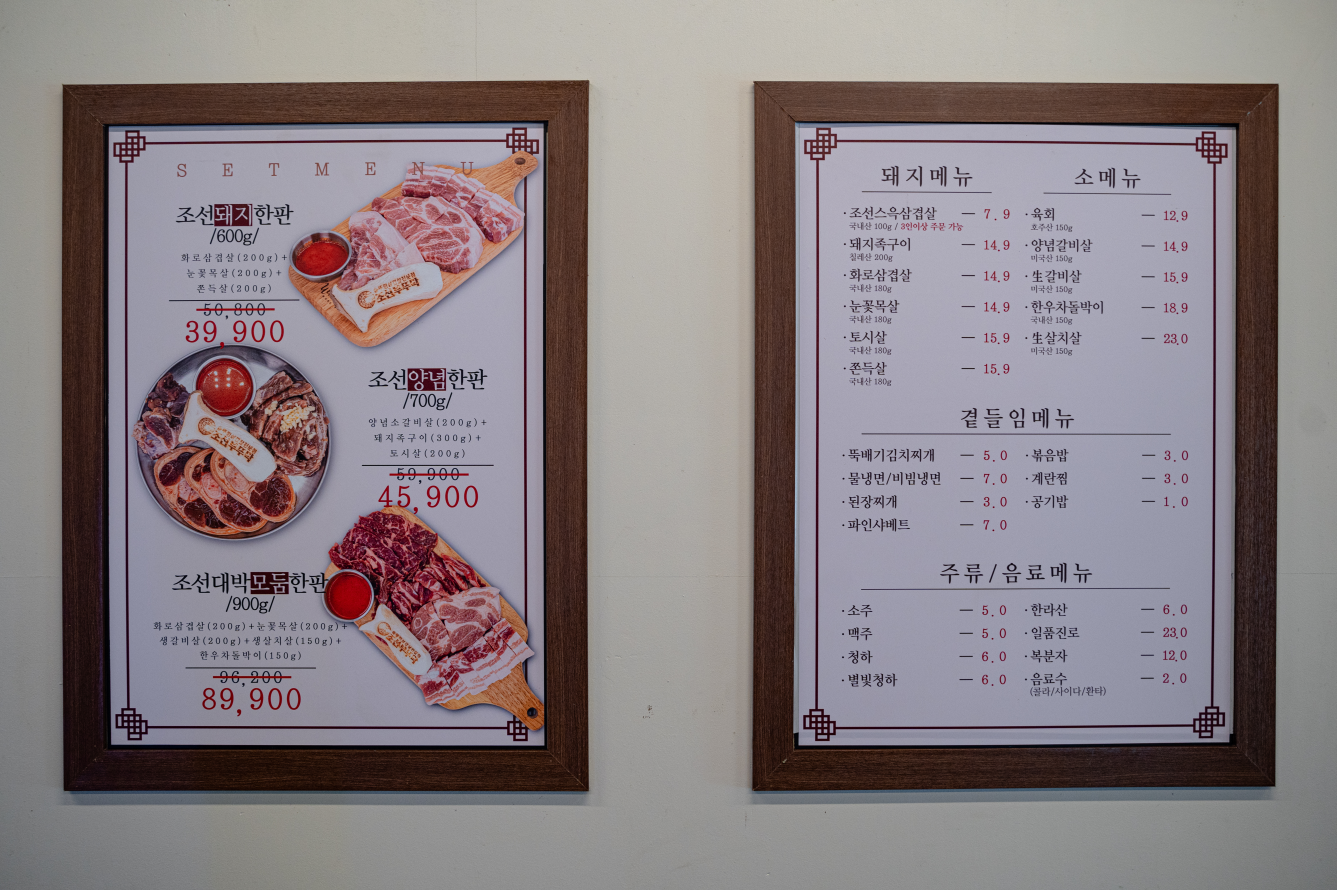 SET MENU
조선돼지한판
/600g/
화로삼겹살(200g)+
눈꽃목살(200g)+
쫀득살(200g)
50,800
39,900
조선양념한판
/700g/
양념소갈비살(200g)+
돼지족구이(300g)+
토시살(200g)
59,900
45,900
조선대박모둠한판
/900g/
화로삼겹살(200g)+눈꽃목살(200g)+
생갈비살(200g)+생살치살(150g)+
한우차돌박이(150g)
96,200
89,900
돼지메뉴
·조선스윽삼겹살 — 7.9
국내산 100g / 3인이상 주문 가능
·돼지족구이 — 14.9
칠레산 200g
·화로삼겹살 — 14.9
국내산 180g
·눈꽃목살 — 14.9
국내산 180g
·토시살 — 15.9
국내산 180g
·쫀득살 — 15.9
국내산 180g
소메뉴
·육회 — 12.9
호주산 150g
·양념갈비살 — 14.9
미국산 150g
·生갈비살 — 15.9
미국산 150g
·한우차돌박이 — 18.9
국내산 150g
·生살치살 — 23.0
미국산 150g
곁들임메뉴
·뚝배기김치찌개 — 5.0
·물냉면/비빔냉면 — 7.0
·된장찌개 — 3.0
·파인샤베트 — 7.0
·볶음밥 — 3.0
·계란찜 — 3.0
·공기밥 — 1.0
주류/음료메뉴
·소주 — 5.0
·맥주 — 5.0
·청하 — 6.0
·별빛청하 — 6.0
·한라산 — 6.0
·일품진로 — 23.0
·복분자 — 12.0
·음료수 — 2.0
(콜라/사이다/환타)